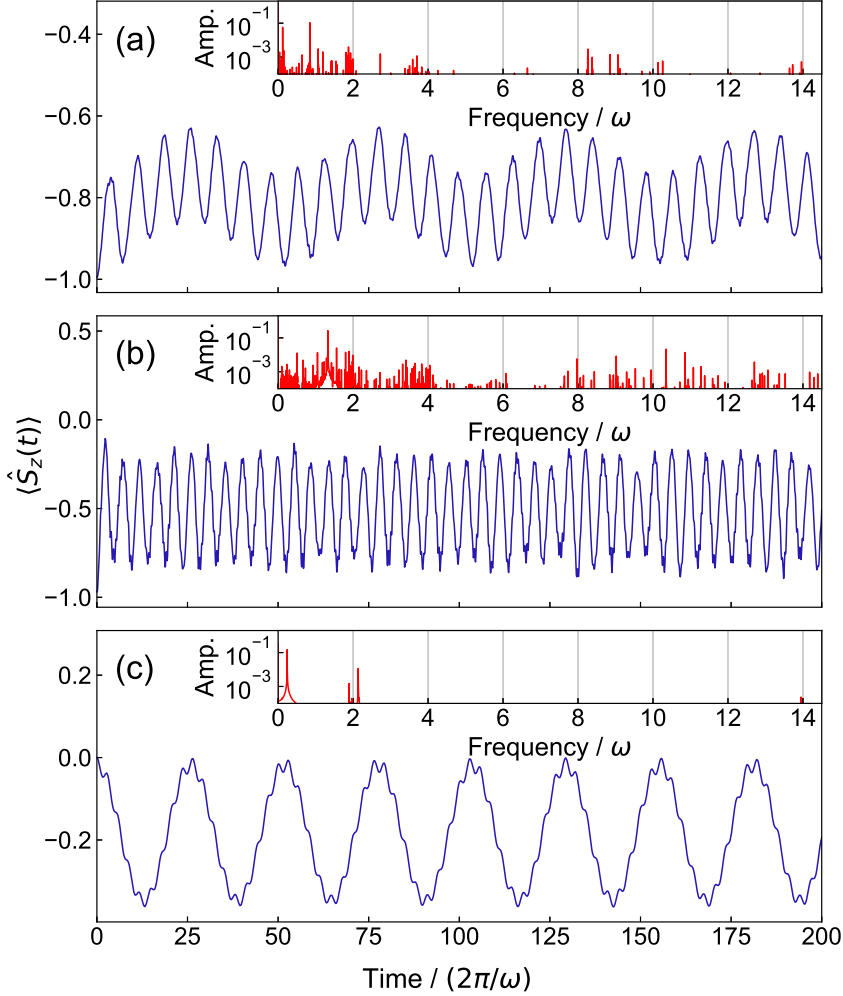 (a)
Amp.
10⁻¹
10⁻³
0 2 4 6 8 10 12 14
Frequency / ω
−0.4
−0.6
−0.8
−1.0
(b)
Amp.
10⁻¹
10⁻³
0 2 4 6 8 10 12 14
Frequency / ω
0.5
0.0
−0.5
−1.0
⟨Ŝz(t)⟩
(c)
Amp.
10⁻¹
10⁻³
0 2 4 6 8 10 12 14
Frequency / ω
0.2
0.0
−0.2
0 25 50 75 100 125 150 175 200
Time / (2π/ω)